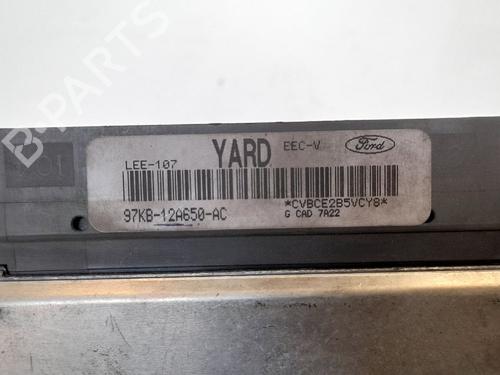 B-PARTS
LEE-107 YARD EEC-V Ford
97KB-12A650-AC *CVBCE2B5VCY8*
G CAD 7A22